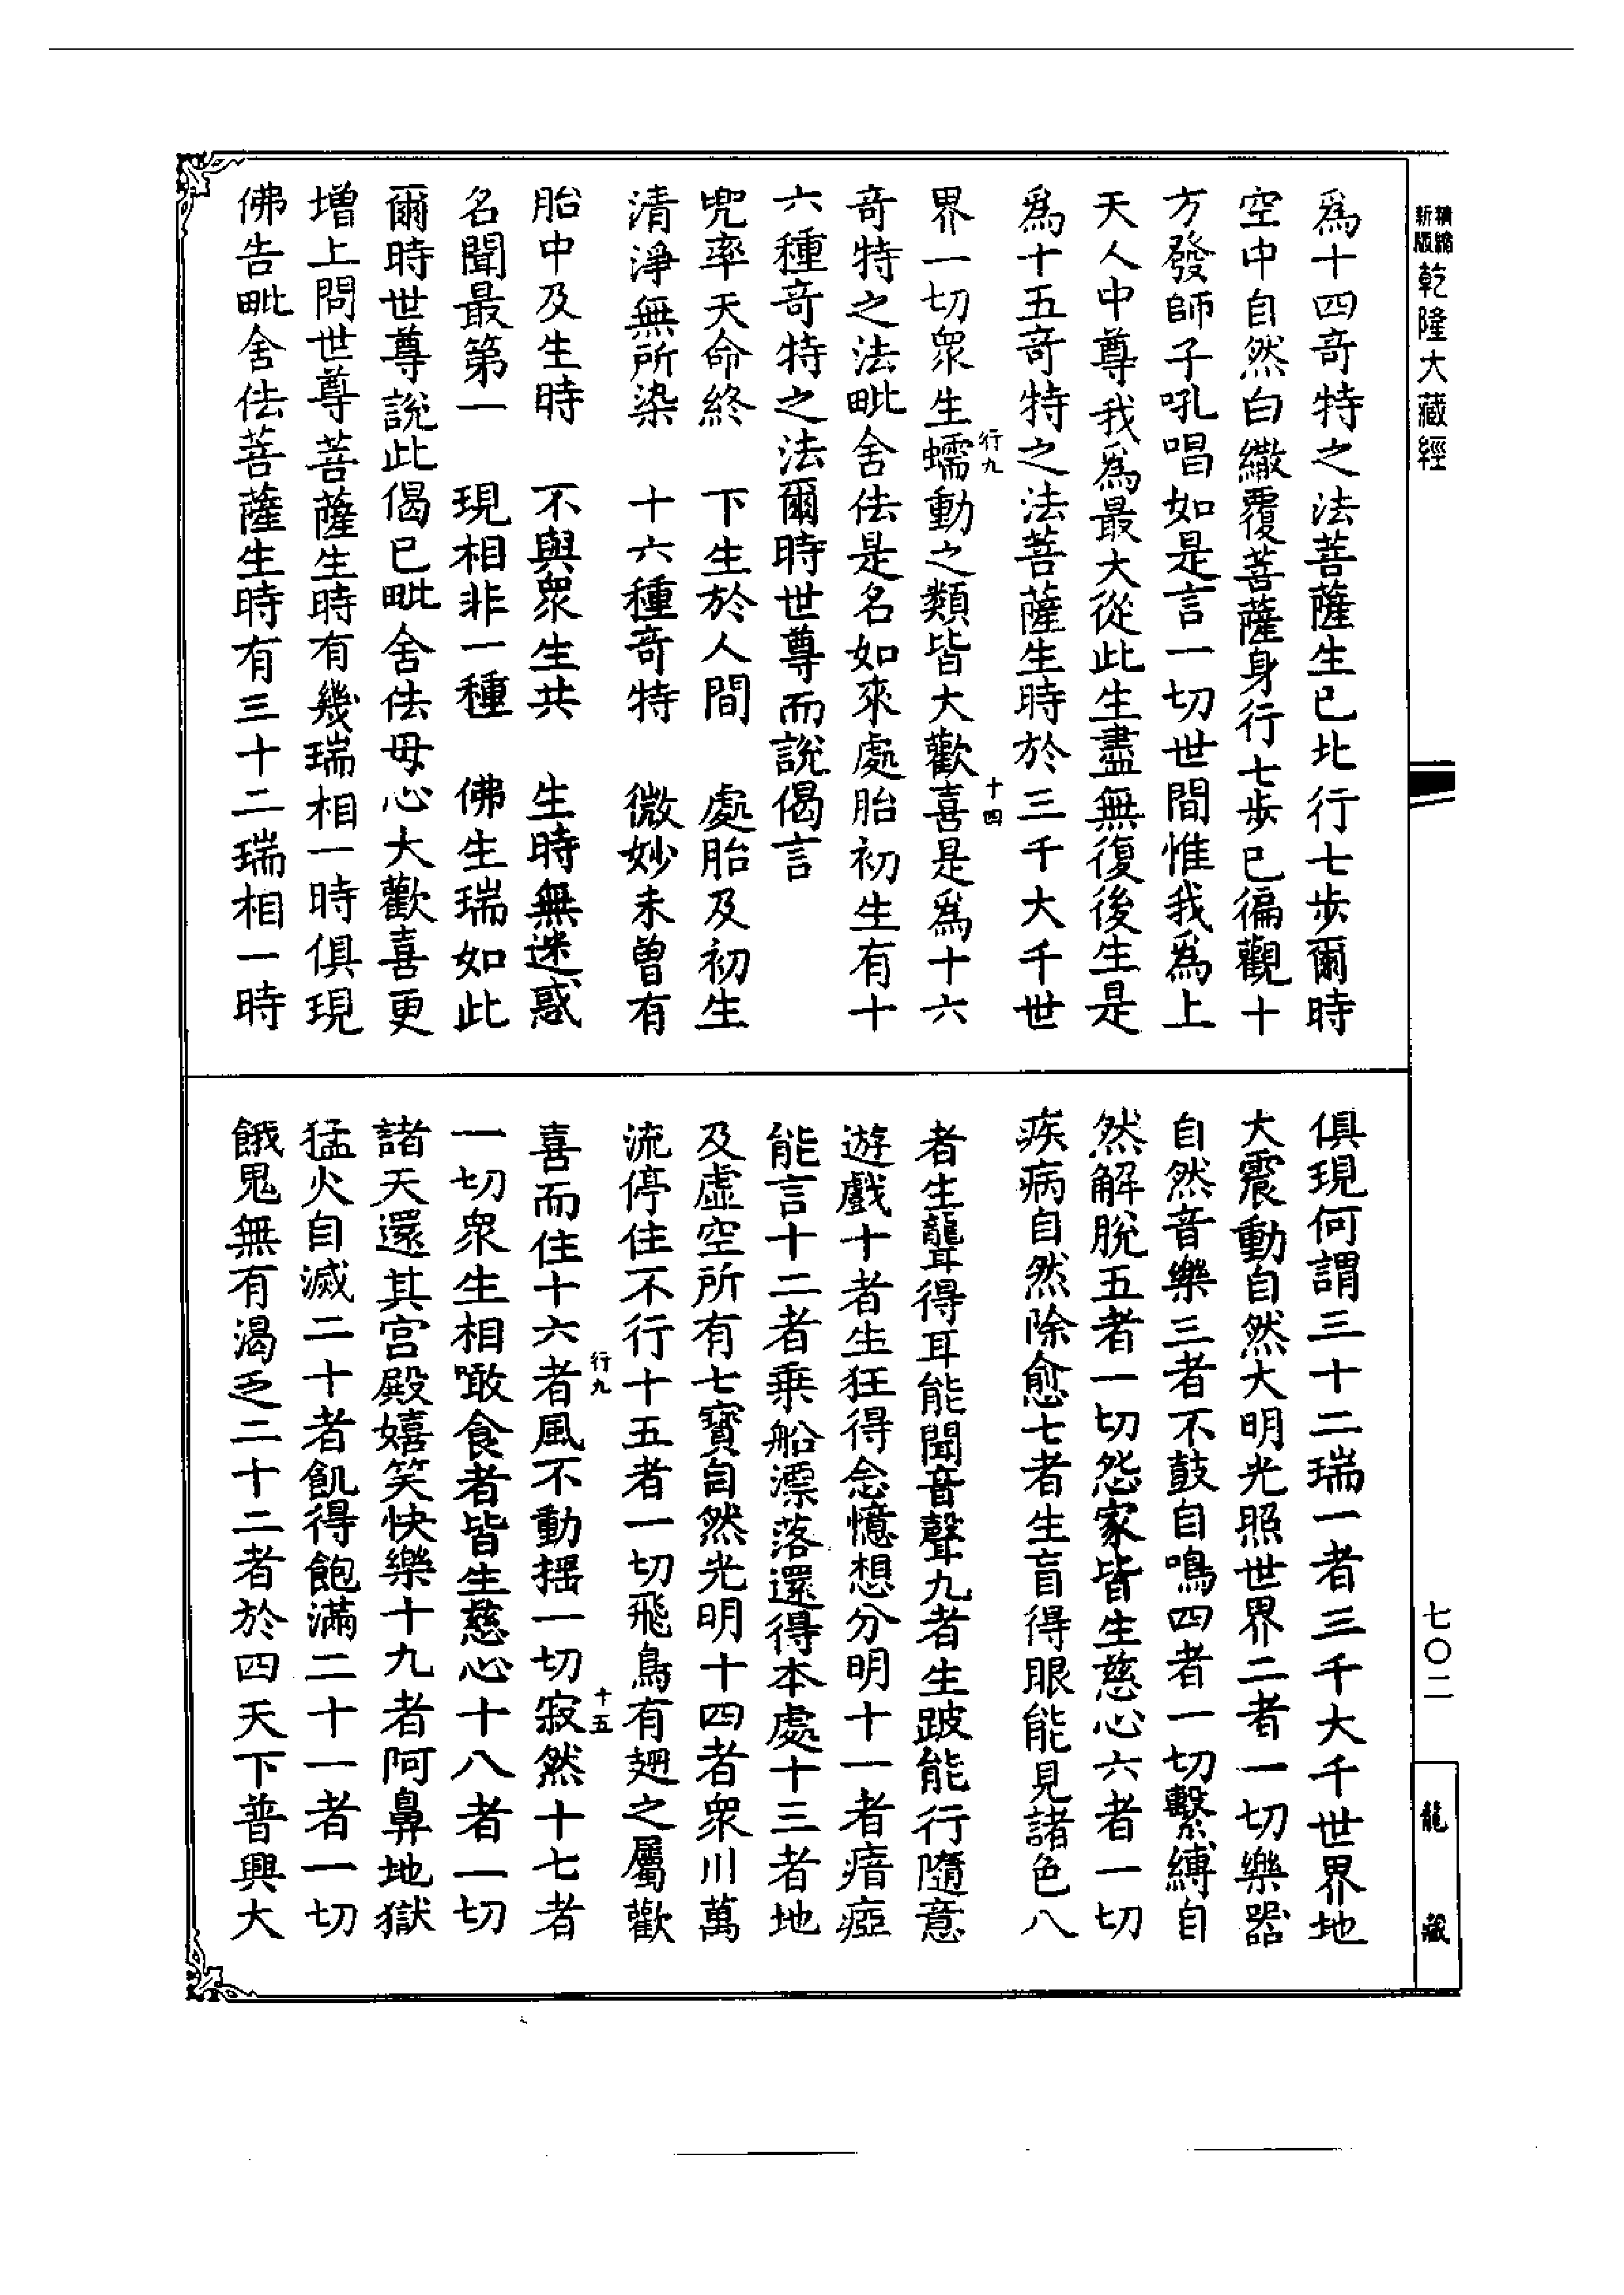 精縮
新版
乾隆大藏經
七〇二
龍藏
為十四竒特之法菩薩生已北行七步爾時
空中自然白繖覆菩薩身行七步已徧觀十
方發師子吼唱如是言一切世間惟我為上
天人中尊我為最大從此生盡無復後生是
為十五竒特之法菩薩生時於三千大千世
行九
十四
界一切眾生蠕動之類皆大歡喜是為十六
竒特之法毗舍佉是名如來處胎初生有十
六種竒特之法爾時世尊而說偈言
兜率天命終　下生於人間　處胎及初生
清淨無所染　十六種竒特　微妙未曾有
胎中及生時　不與眾生共　生時無迷惑
名聞最第一　現相非一種　佛生瑞如此
爾時世尊說此偈已毗舍佉母心大歡喜更
增上問世尊菩薩生時有幾瑞相一時俱現
佛告毗舍佉菩薩生時有三十二瑞相一時
俱現何謂三十二瑞一者三千大千世界地
大震動自然大明光照世界二者一切樂器
自然音樂三者不鼓自鳴四者一切繫縛自
然解脫五者一切怨家皆生慈心六者一切
疾病自然除愈七者生盲得眼能見諸色八
者生聾得耳能聞音聲九者生跛能行隨意
遊戲十者生狂得念憶想分明十一者瘖瘂
能言十二者乘船漂落還得本處十三者地
及虛空所有七寶自然光明十四者眾川萬
流停住不行十五者一切飛鳥有翅之屬歡
行九
十五
喜而住十六者風不動搖一切寂然十七者
一切眾生相噉食者皆生慈心十八者一切
諸天還其宮殿嬉笑快樂十九者阿鼻地獄
猛火自滅二十者飢得飽滿二十一者一切
餓鬼無有渴乏二十二者於四天下普興大